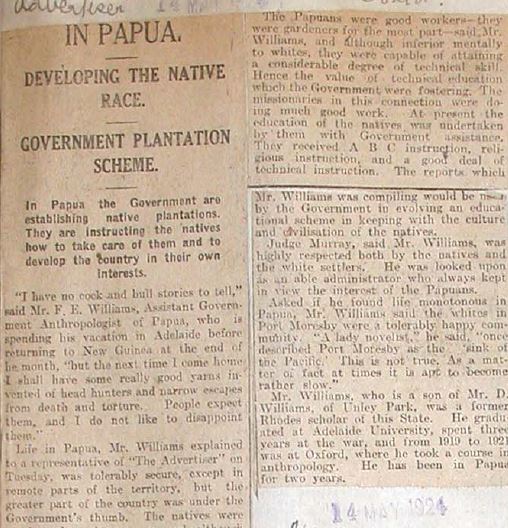 Advertiser
IN PAPUA.
DEVELOPING THE NATIVE
RACE.
GOVERNMENT PLANTATION
SCHEME.
In Papua the Government are
establishing native plantations.
They are instructing the natives
how to take care of them and to
develop the country in their own
interests.
"I have no cock and bull stories to tell,"
said Mr. F. E. Williams, Assistant Govern-
ment Anthropologist of Papua, who is
spending his vacation in Adelaide before
returning to New Guinea at the end of
he month, "but the next time I come home
I shall have some really good yarns in-
vented of head hunters and narrow escapes
from death and torture. People expect
them, and I do not like to disappoint
them."
Life in Papua, Mr. Williams explained
to a representative of "The Advertiser" on
Tuesday, was tolerably secure, except in
remote parts of the territory, but the
greater part of the country was under the
Government's thumb. The natives were
The Papuans were good workers—they
were gardeners for the most part—said Mr.
Williams, and although inferior mentally
to whites, they were capable of attaining
a considerable degree of technical skill.
Hence the value of technical education
which the Government were fostering. The
missionaries in this connection were do-
ing much good work. At present the
education of the natives was undertaken
by them with Government assistance.
They received A B C instruction, reli-
gious instruction, and a good deal of
technical instruction. The reports which
Mr. Williams was compiling would be used
by the Government in evolving an educa-
tional scheme in keeping with the culture
and civilisation of the natives.
Judge Murray, said Mr. Williams, was
highly respected both by the natives and
the white settlers. He was looked upon
as an able administrator who always kept
in view the interest of the Papuans.
Asked if he found life monotonous in
Papua, Mr. Williams said the whites in
Port Moresby were a tolerably happy com-
munity. "A lady novelist," he said, "once
described Port Moresby as the 'sink of
the Pacific.' This is not true. As a mat-
ter of fact at times it is apt to become
rather slow."
Mr. Williams, who is a son of Mr. D.
Williams, of Unley Park, was a former
Rhodes scholar of this State. He gradu
ated at Adelaide University, spent three
years at the war, and from 1919 to 1921
was at Oxford, where he took a course in
anthropology. He has been in Papua
for two years.
14 MAY 1924